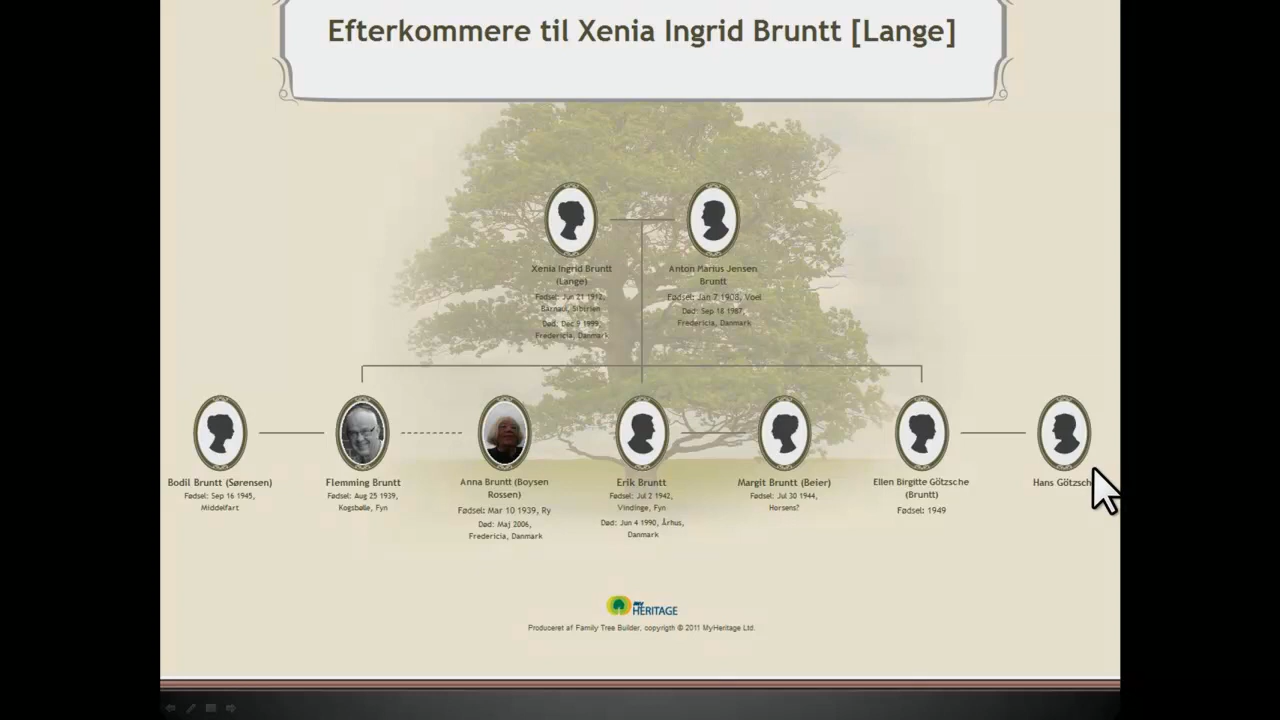 Efterkommere til Xenia Ingrid Bruntt [Lange]
Xenia Ingrid Bruntt
(Lange)
Fødsel: Jun 21 1912,
Barnaul, Sibirien
Død: Dec 9 1999,
Fredericia, Danmark
Anton Marius Jensen
Bruntt
Fødsel: Jan 7 1908, Voel
Død: Sep 18 1987,
Fredericia, Danmark
Bodil Bruntt (Sørensen)
Fødsel: Sep 16 1945,
Middelfart
Flemming Bruntt
Fødsel: Aug 25 1939,
Kogsbølle, Fyn
Anna Bruntt (Boysen
Rossen)
Fødsel: Mar 10 1939, Ry
Død: Maj 2006,
Fredericia, Danmark
Erik Bruntt
Fødsel: Jul 2 1942,
Vindinge, Fyn
Død: Jun 4 1990, Århus,
Danmark
Margit Bruntt (Beier)
Fødsel: Jul 30 1944,
Horsens?
Ellen Birgitte Götzsche
(Bruntt)
Fødsel: 1949
Hans Götzsch
my
HERITAGE
Produceret af Family Tree Builder, copyrigth © 2011 MyHeritage Ltd.